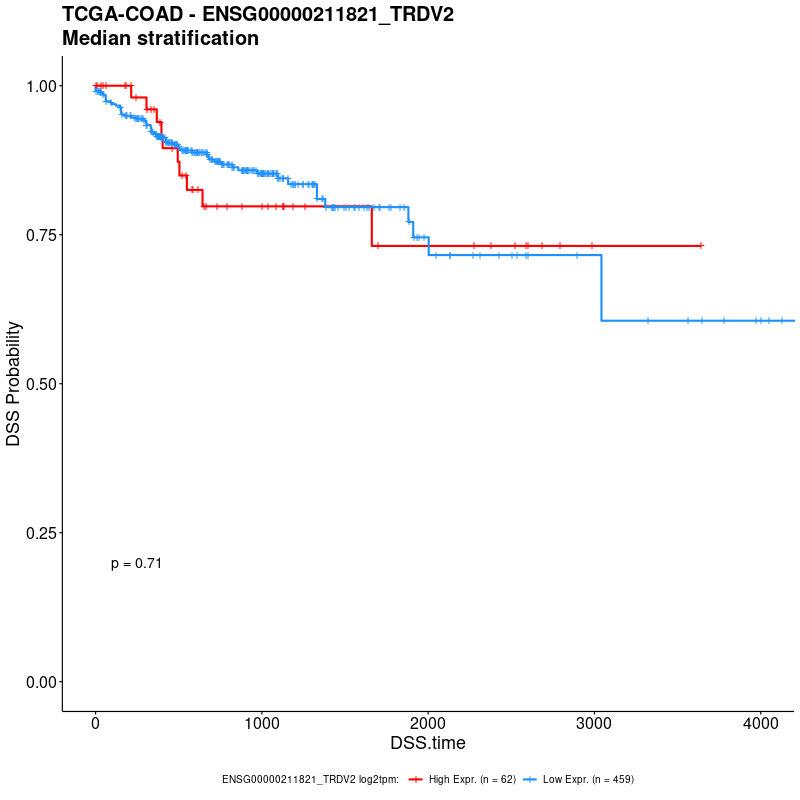 TCGA-COAD - ENSG00000211821_TRDV2
Median stratification
1.00
0.75
0.50
0.25
0.00
DSS Probability
p = 0.71
0 1000 2000 3000 4000
DSS.time
ENSG00000211821_TRDV2 log2tpm: High Expr. (n = 62) Low Expr. (n = 459)